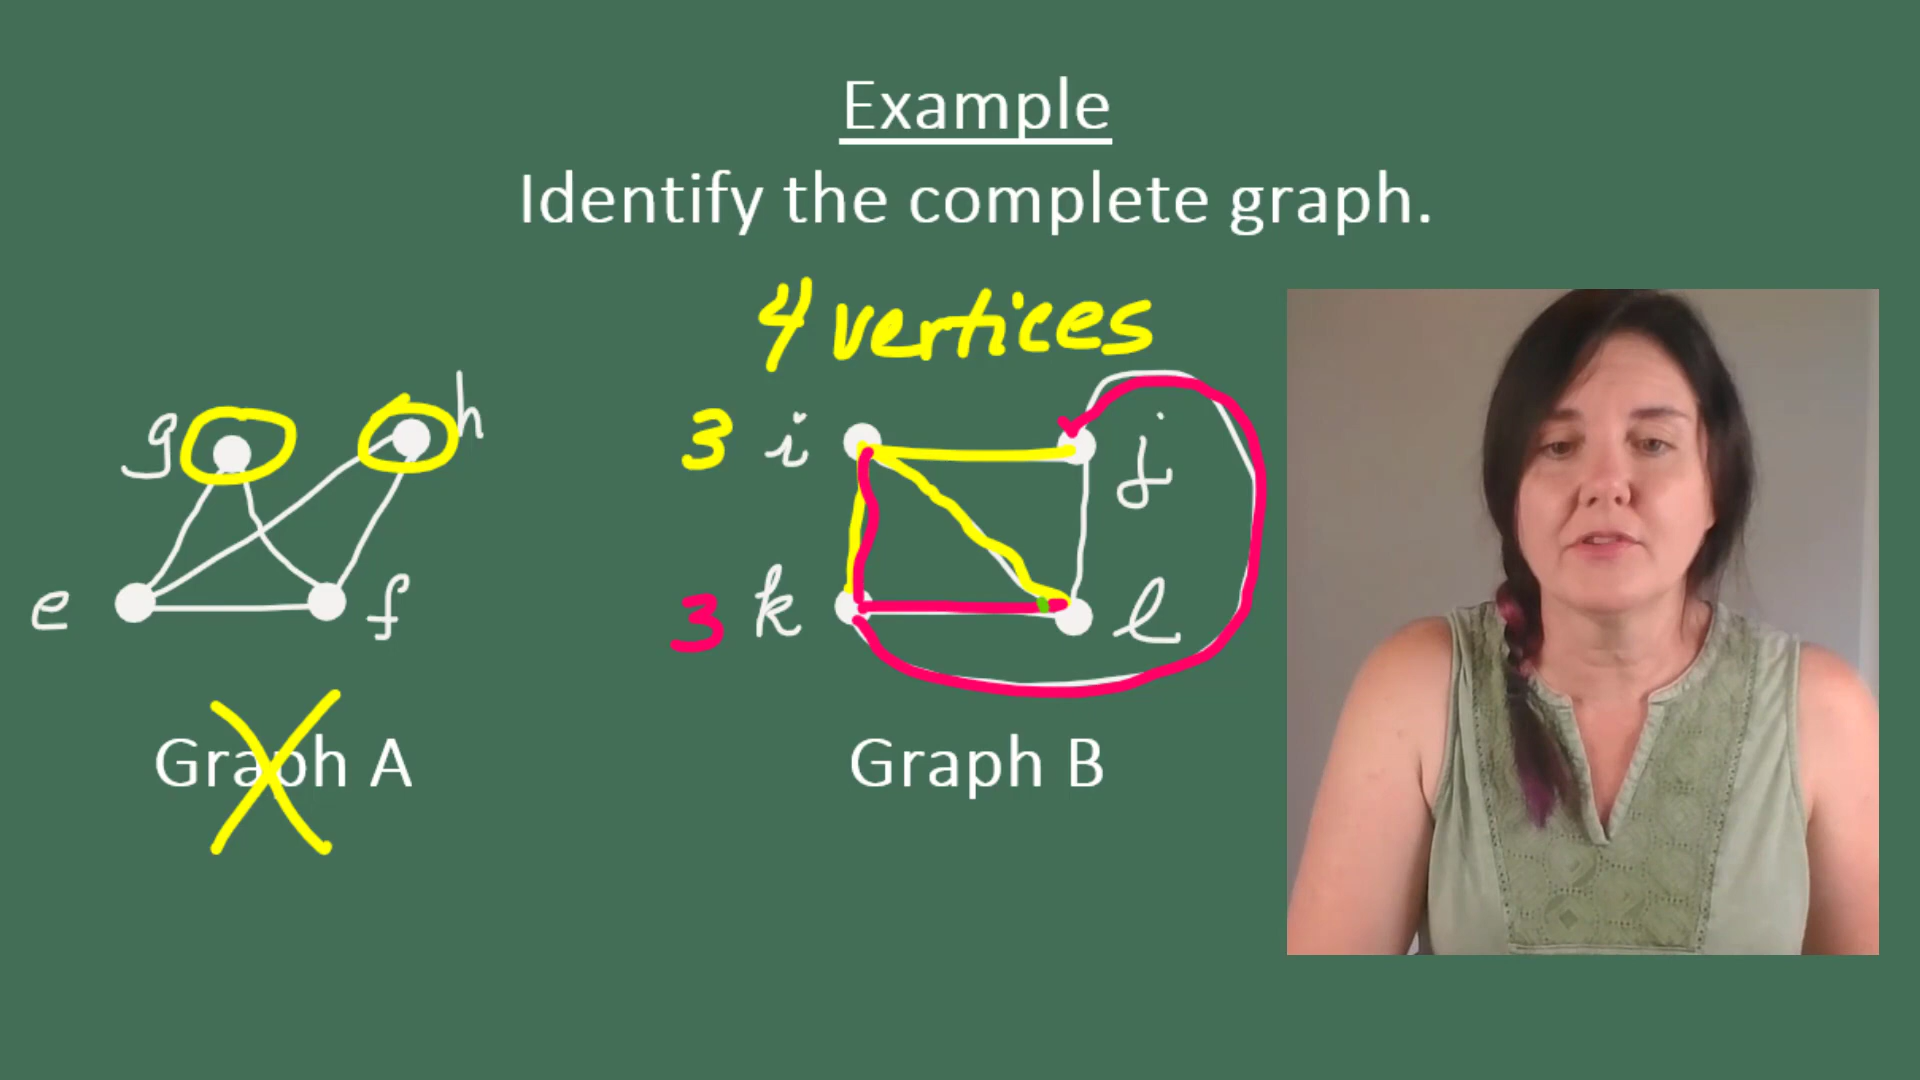 Example
Identify the complete graph.
4 vertices
g h
3 i j
e f
3 k l
Graph A
Graph B